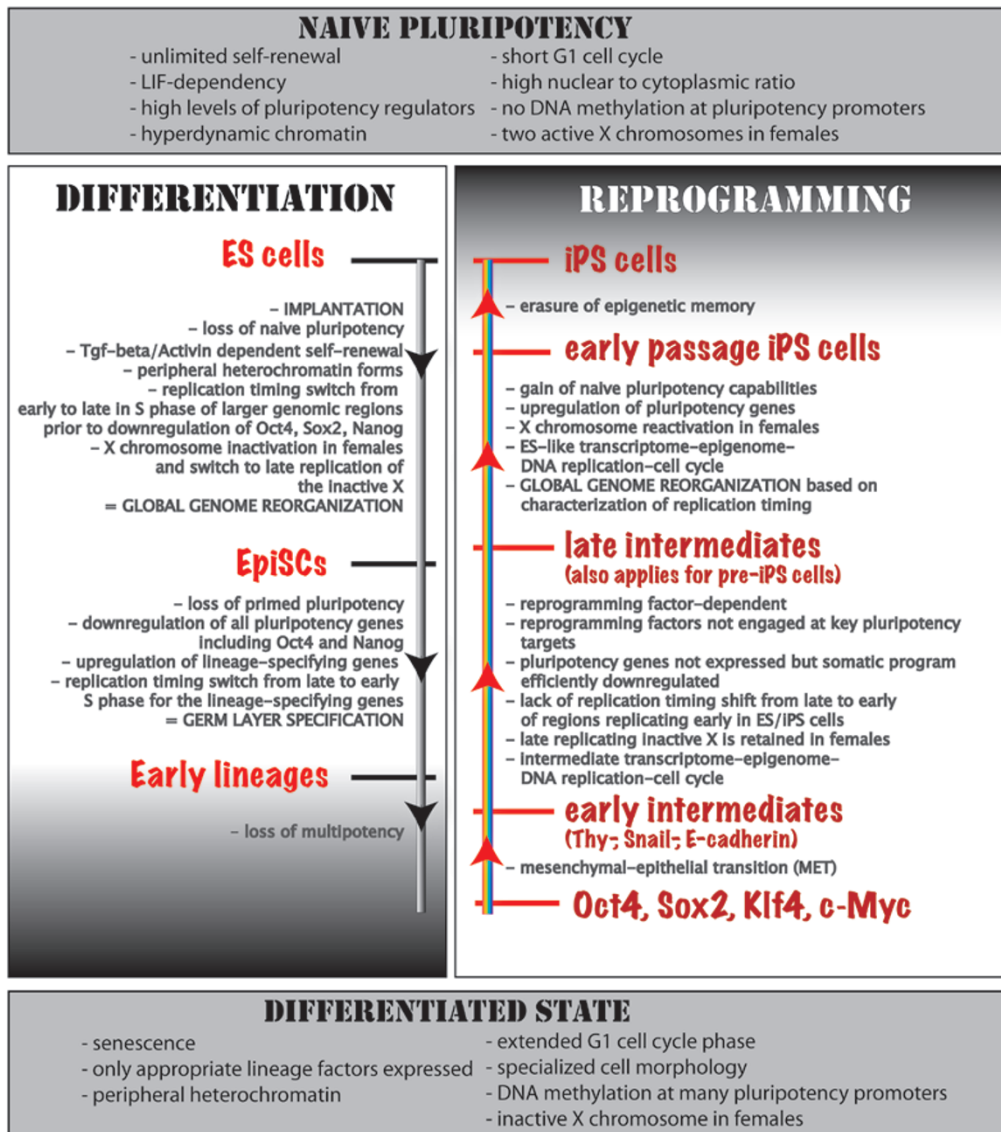 NAIVE PLURIPOTENCY
- unlimited self-renewal
- LIF-dependency
- high levels of pluripotency regulators
- hyperdynamic chromatin
- short G1 cell cycle
- high nuclear to cytoplasmic ratio
- no DNA methylation at pluripotency promoters
- two active X chromosomes in females
DIFFERENTIATION
ES cells
- IMPLANTATION
- loss of naive pluripotency
- Tgf-beta/Activin dependent self-renewal
- peripheral heterochromatin forms
- replication timing switch from
early to late in S phase of larger genomic regions
prior to downregulation of Oct4, Sox2, Nanog
- X chromosome inactivation in females
and switch to late replication of
the inactive X
= GLOBAL GENOME REORGANIZATION
EpiSCs
- loss of primed pluripotency
- downregulation of all pluripotency genes
including Oct4 and Nanog
- upregulation of lineage-specifying genes
- replication timing switch from late to early
S phase for the lineage-specifying genes
= GERM LAYER SPECIFICATION
Early lineages
- loss of multipotency
REPROGRAMMING
iPS cells
- erasure of epigenetic memory
early passage iPS cells
- gain of naive pluripotency capabilities
- upregulation of pluripotency genes
- X chromosome reactivation in females
- ES-like transcriptome-epigenome-
DNA replication-cell cycle
- GLOBAL GENOME REORGANIZATION based on
characterization of replication timing
late intermediates
(also applies for pre-iPS cells)
- reprogramming factor-dependent
- reprogramming factors not engaged at key pluripotency
targets
- pluripotency genes not expressed but somatic program
efficiently downregulated
- lack of replication timing shift from late to early
of regions replicating early in ES/iPS cells
- late replicating inactive X is retained in females
- Intermediate transcriptome-epigenome-
DNA replication-cell cycle
early intermediates
(Thy-; Snail-; E-cadherin)
- mesenchymal-epithelial transition (MET)
Oct4, Sox2, Klf4, c-Myc
DIFFERENTIATED STATE
- senescence
- only appropriate lineage factors expressed
- peripheral heterochromatin
- extended G1 cell cycle phase
- specialized cell morphology
- DNA methylation at many pluripotency promoters
- inactive X chromosome in females